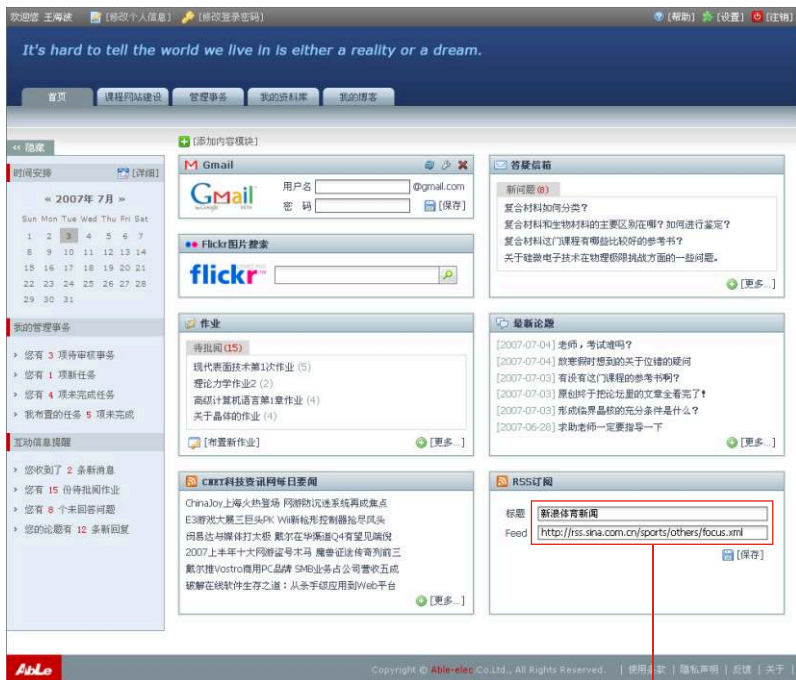 欢迎您 王海波 [修改个人信息] [修改登录密码] [帮助] [设置] [注销]
It's hard to tell the world we live in is either a reality or a dream.
首页 课程网站建设 管理事务 我的资料库 我的博客
<< 隐藏
时间安排 [详细]
« 2007年 7月 »
Sun Mon Tue Wed Thu Fri Sat
1 2 3 4 5 6 7
8 9 10 11 12 13 14
15 16 17 18 19 20 21
22 23 24 25 26 27 28
29 30 31
我的管理事务
› 您有 3 项待审核事务
› 您有 1 项新任务
› 您有 4 项未完成任务
› 我布置的任务 5 项未完成
互动信息提醒
› 您收到了 2 条新消息
› 您有 15 份待批阅作业
› 您有 8 个未回答问题
› 您的论题有 12 条新回复
[添加内容模块]
Gmail
Gmail
用户名 @gmail.com
密 码 [保存]
Flickr图片搜索
flickr
答疑信箱
新问题 (8)
复合材料如何分类?
复合材料和生物材料的主要区别在哪?如何进行鉴定?
复合材料这门课程有哪些比较好的参考书?
关于硅微电子技术在物理极限挑战方面的一些问题。
[更多...]
作业
待批阅 (15)
现代表面技术第1次作业 (5)
理论力学作业2 (2)
高级计算机语言第1章作业 (4)
关于晶体的作业 (4)
[布置新作业] [更多...]
最新论题
[2007-07-04] 老师,考试难吗?
[2007-07-04] 放寒假时想到的关于位错的疑问
[2007-07-03] 有没有这门课程的参考书啊?
[2007-07-03] 原创终于把论坛里的文章全看完了!
[2007-07-03] 形成临界晶核的充分条件是什么?
[2007-06-28] 求助老师一定要指导一下
[更多...]
CNET科技资讯网每日要闻
ChinaJoy上海火热登场 网游防沉迷系统再成焦点
E3游戏大展三巨头PK Wii新枪形控制器抢尽风头
网易达与媒体打太极 戴尔在华渠道Q4有望见端倪
2007上半年十大网游盗号木马 魔兽征途传奇列前三
戴尔推Vostro商用PC品牌 SMB业务占公司营收五成
破解在线软件生存之道:从杀手级应用到Web平台
[更多...]
RSS订阅
标题 新浪体育新闻
Feed http://rss.sina.com.cn/sports/others/focus.xml
[保存]
AbLe
Copyright © Able-elec Co.Ltd., All Rights Reserved. | 使用条款 | 隐私声明 | 反馈 | 关于 |